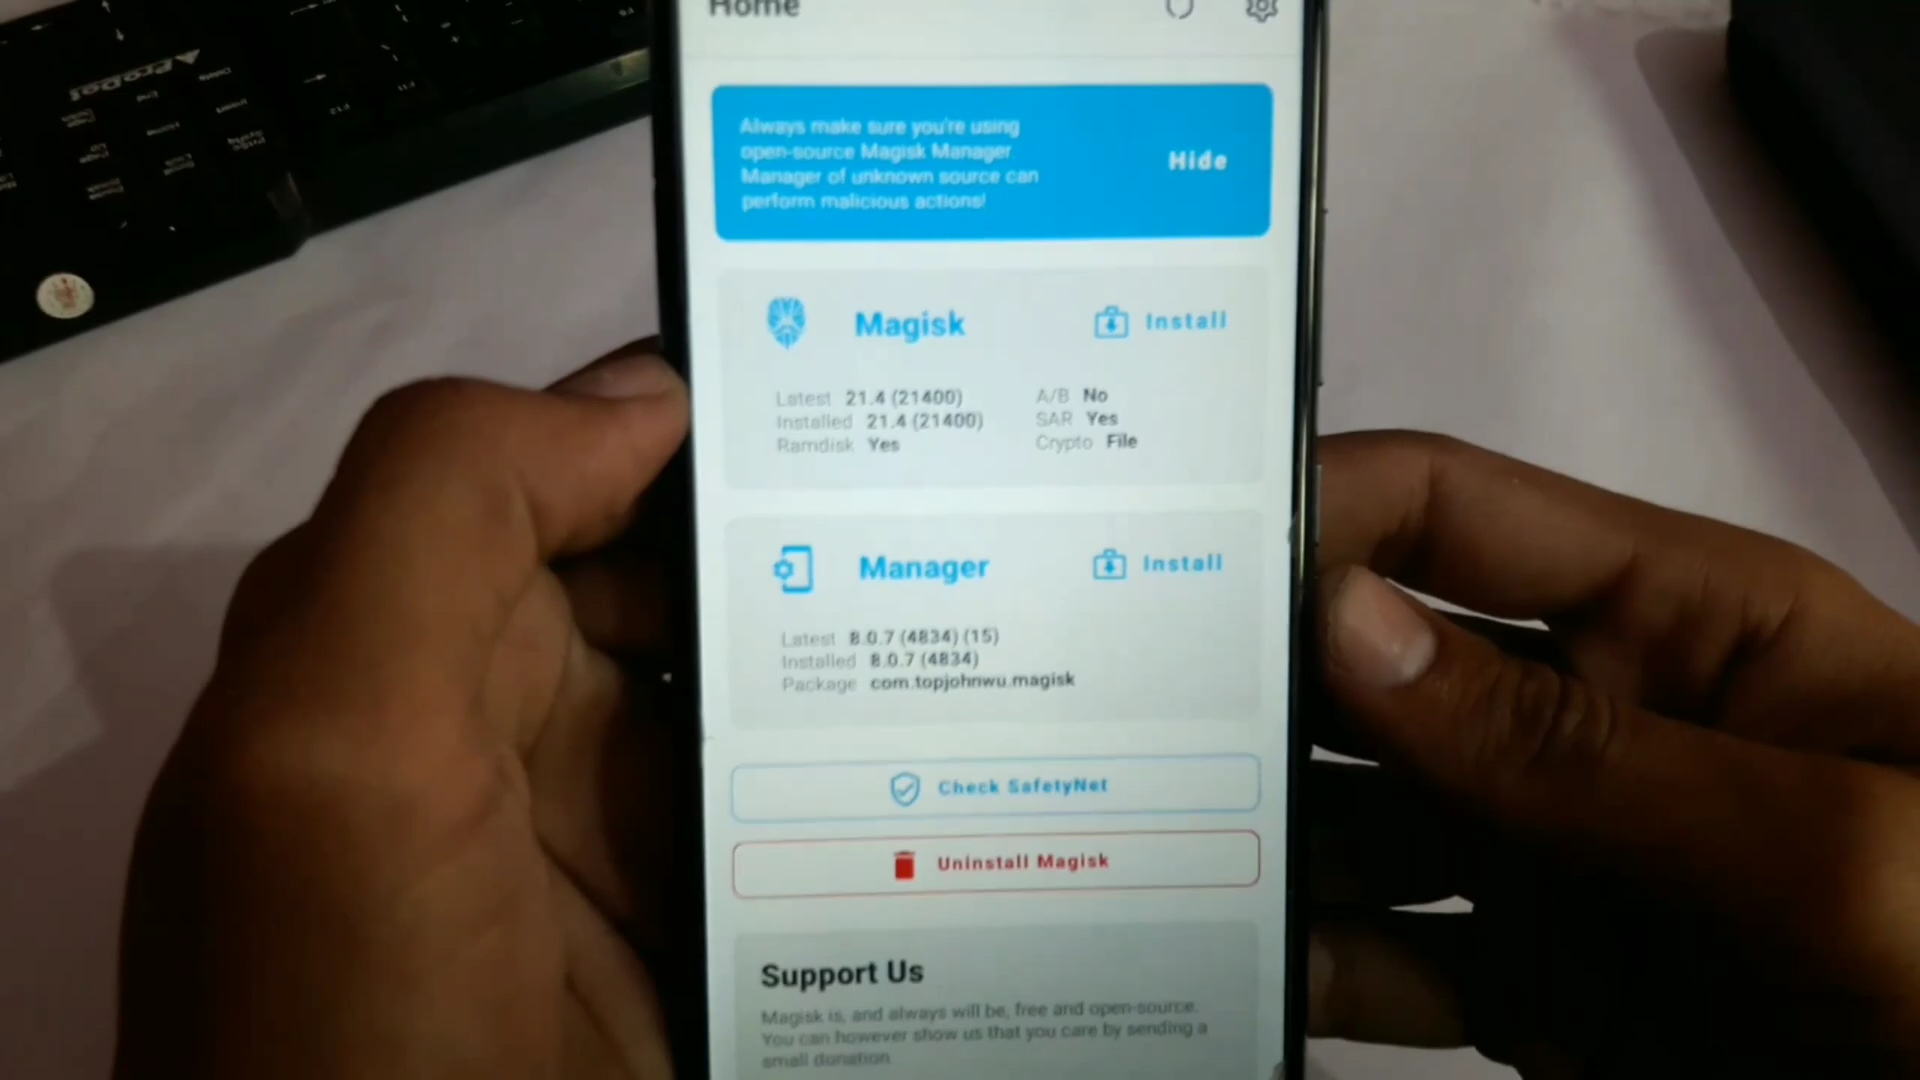 Home
Always make sure you're using
open-source Magisk Manager.
Manager of unknown source can
perform malicious actions!
Hide
Magisk
Install
Latest 21.4 (21400)
Installed 21.4 (21400)
Ramdisk Yes
A/B No
SAR Yes
Crypto File
Manager
Install
Latest 8.0.7 (4834) (15)
Installed 8.0.7 (4834)
Package com.topjohnwu.magisk
Check SafetyNet
Uninstall Magisk
Support Us
Magisk is, and always will be, free and open-source.
You can however show us that you care by sending a
small donation
ProDot